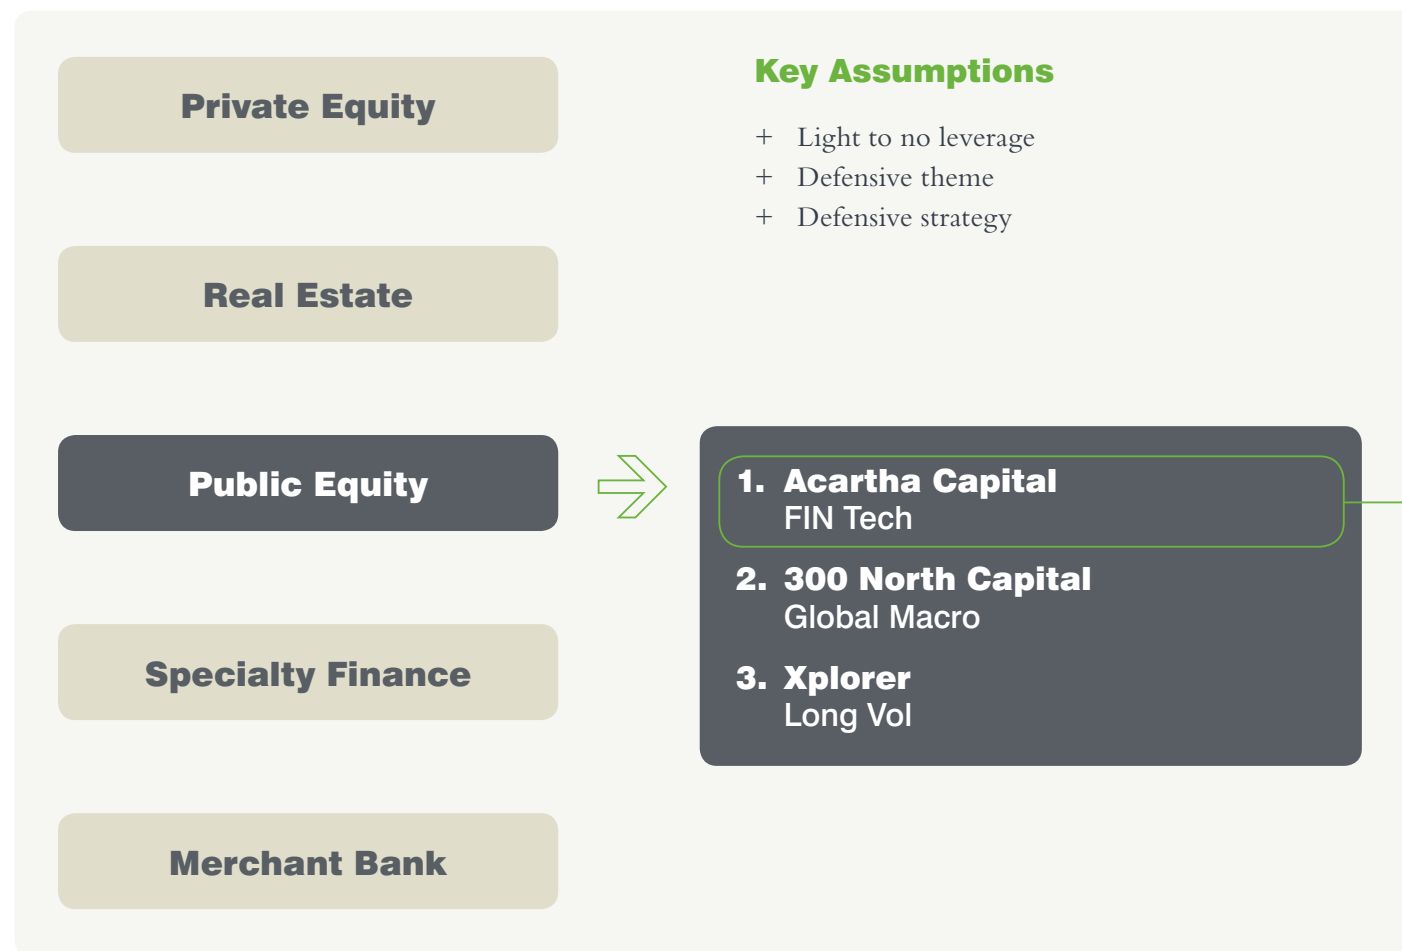 Private Equity
Real Estate
Public Equity
Specialty Finance
Merchant Bank
Key Assumptions
+ Light to no leverage
+ Defensive theme
+ Defensive strategy
1. Acartha Capital
FIN Tech
2. 300 North Capital
Global Macro
3. Xplorer
Long Vol